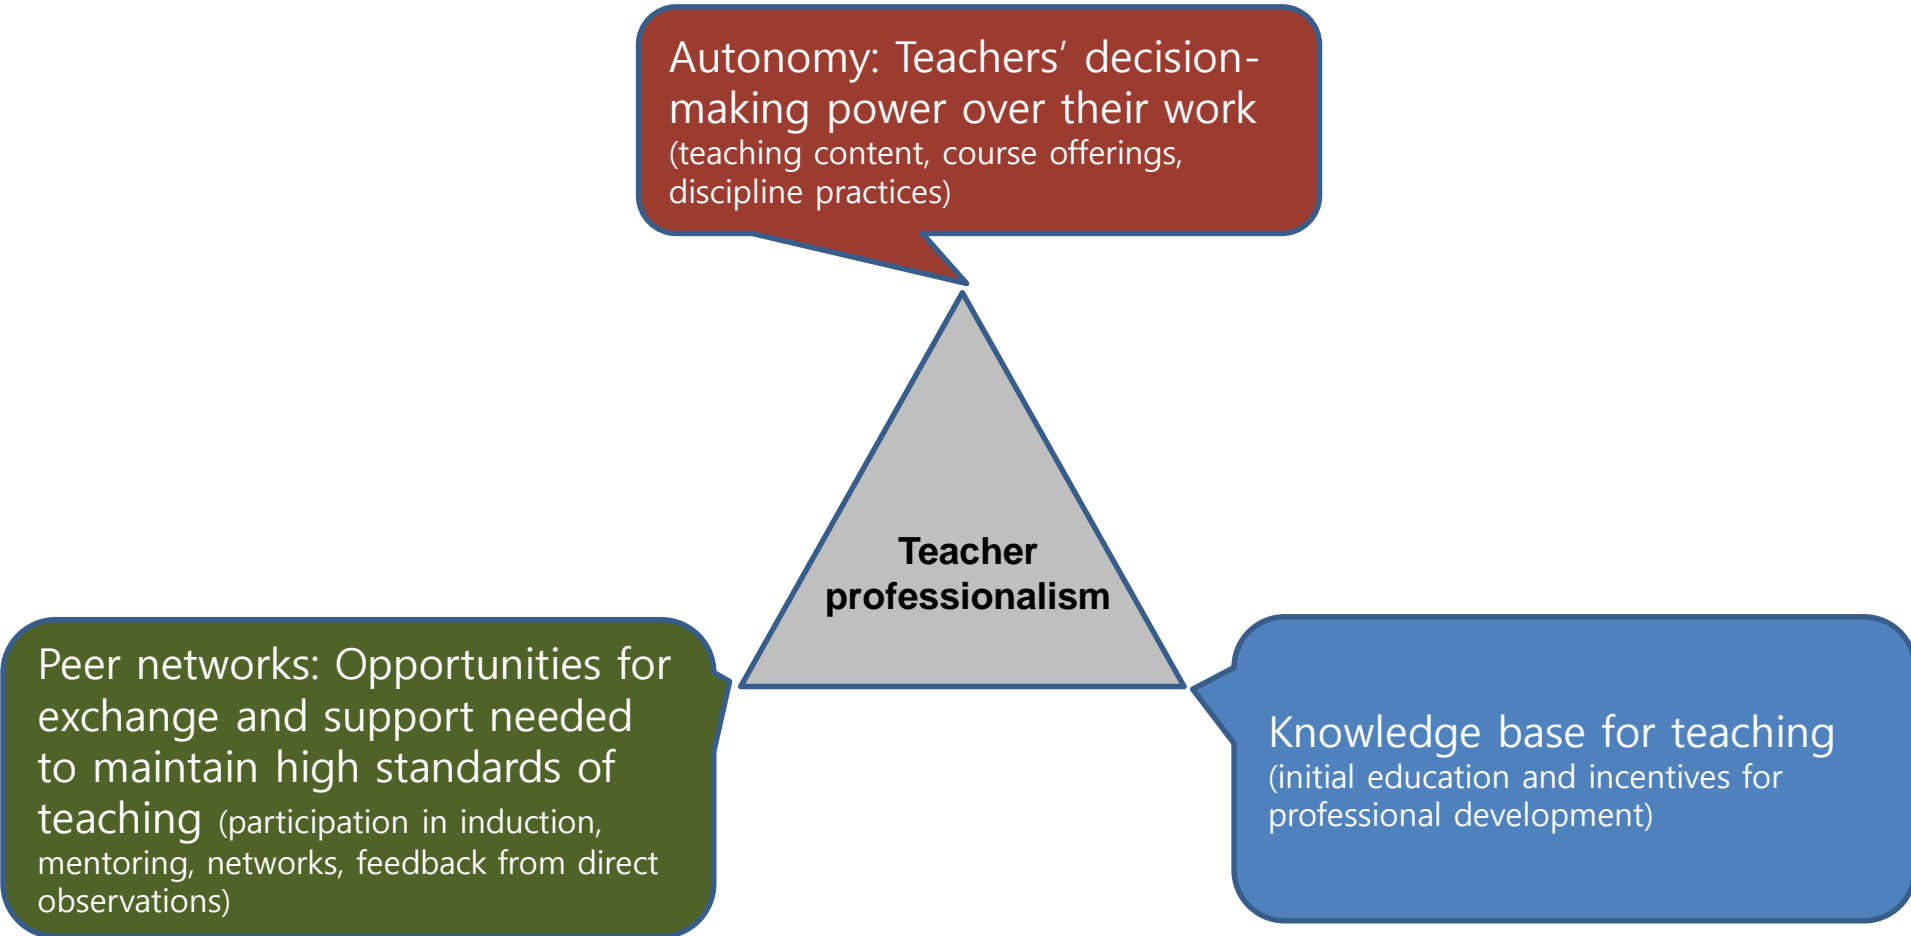 Autonomy: Teachers’ decision-
making power over their work
(teaching content, course offerings,
discipline practices)
Teacher
professionalism
Peer networks: Opportunities for
exchange and support needed
to maintain high standards of
teaching (participation in induction,
mentoring, networks, feedback from direct
observations)
Knowledge base for teaching
(initial education and incentives for
professional development)